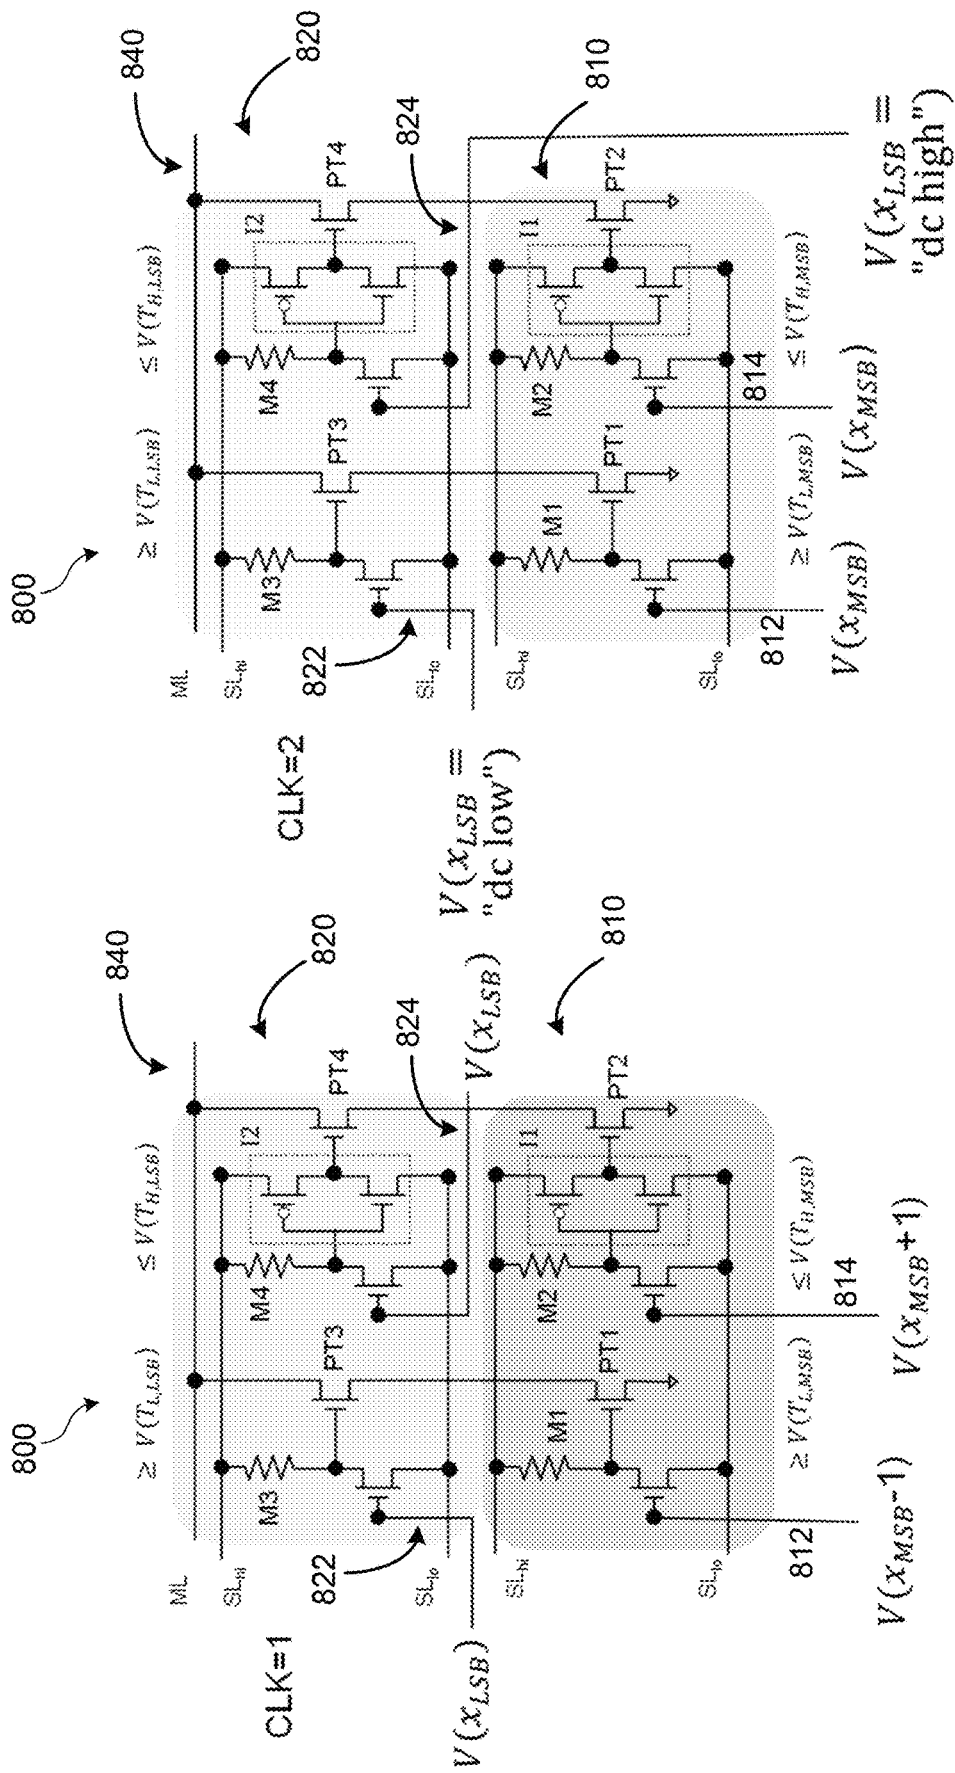 CLK=1
800
840
820
810
822
824
812
814
ML
SL_hi
SL_lo
SL_hi
SL_lo
≥ V(T_L,LSB)
≤ V(T_H,LSB)
M3
PT3
M4
I2
PT4
M1
PT1
M2
I1
PT2
≥ V(T_L,MSB)
≤ V(T_H,MSB)
V(x_LSB)
V(x_LSB)
V(x_MSB-1)
V(x_MSB+1)
CLK=2
800
840
820
810
822
824
812
814
ML
SL_hi
SL_lo
SL_hi
SL_lo
≥ V(T_L,LSB)
≤ V(T_H,LSB)
M3
PT3
M4
I2
PT4
M1
PT1
M2
I1
PT2
≥ V(T_L,MSB)
≤ V(T_H,MSB)
V(x_LSB =
"dc low")
V(x_MSB)
V(x_MSB)
V(x_LSB =
"dc high")